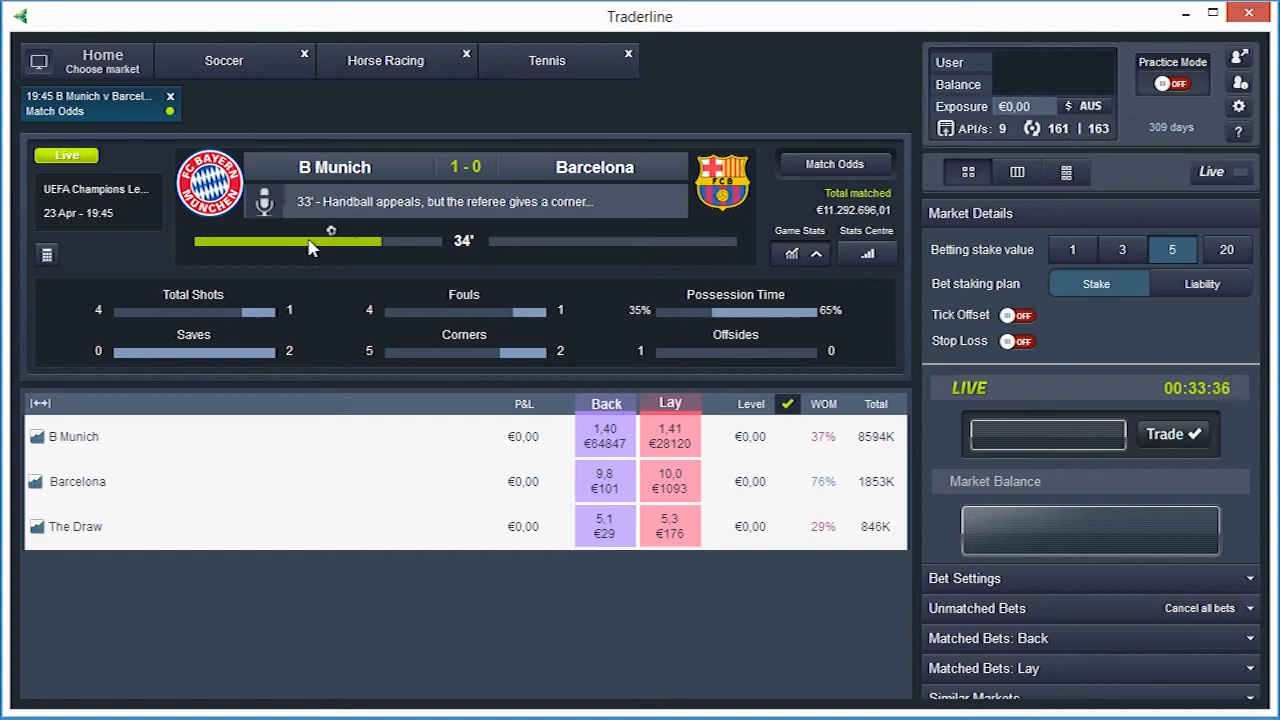 Traderline
Home
Choose market
Soccer
Horse Racing
Tennis
19:45 B Munich v Barcel...
Match Odds
Live
UEFA Champions Le...
23 Apr - 19:45
FC BAYERN
MÜNCHEN
B Munich
1 - 0
Barcelona
FCB
33' - Handball appeals, but the referee gives a corner...
34'
Match Odds
Total matched
€11.292.696,01
Game Stats
Stats Centre
Total Shots
4
1
Fouls
4
1
Possession Time
35%
65%
Saves
0
2
Corners
5
2
Offsides
1
0
P&L
Back
Lay
Level
WOM
Total
B Munich
€0,00
1,40
€64847
1,41
€28120
€0,00
37%
8594K
Barcelona
€0,00
9,8
€101
10,0
€1093
€0,00
76%
1853K
The Draw
€0,00
5,1
€29
5,3
€176
€0,00
29%
846K
User
Balance
Exposure €0,00 $ AUS
API/s: 9 161 | 163
Practice Mode
OFF
309 days
?
Live
Market Details
Betting stake value 1 3 5 20
Bet staking plan Stake Liability
Tick Offset OFF
Stop Loss OFF
LIVE 00:33:36
Trade
Market Balance
Bet Settings
Unmatched Bets Cancel all bets
Matched Bets: Back
Matched Bets: Lay
Similar Markets